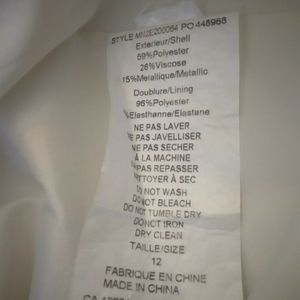 STYLE MN2E200064 PO 448968
Exterieur/Shell
59%Polyester
26%Viscose
15%Metallique/Metallic
Doublure/Lining
96%Polyester
%Elasthanne/Elastane
NE PAS LAVER
NE PAS JAVELLISER
NE PAS SECHER
À LA MACHINE
PAS REPASSER
NETTOYER À SEC
DO NOT WASH
DO NOT BLEACH
DO NOT TUMBLE DRY
DO NOT IRON
DRY CLEAN
TAILLE/SIZE
12
FABRIQUE EN CHINE
MADE IN CHINA